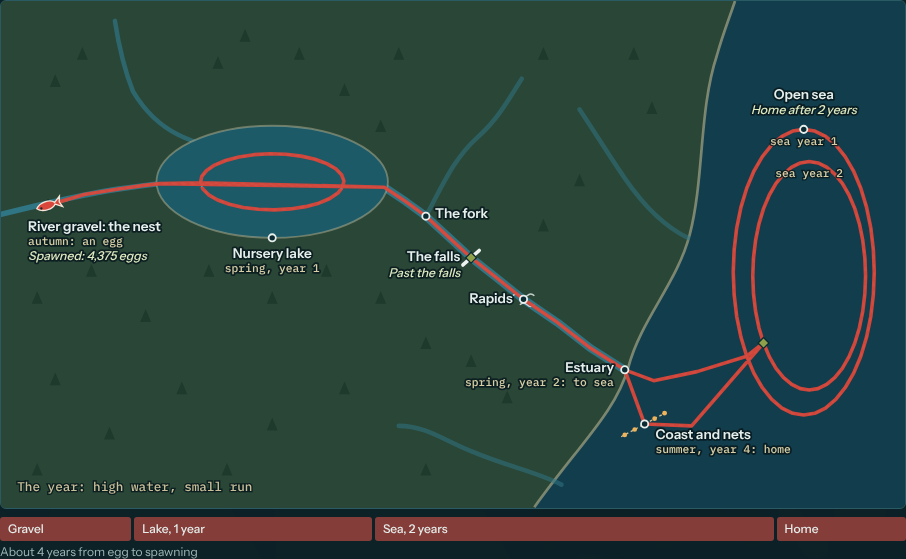 Open sea
Home after 2 years
sea year 1
sea year 2
River gravel: the nest
autumn: an egg
Spawned: 4,375 eggs
Nursery lake
spring, year 1
The fork
The falls
Past the falls
Rapids
Estuary
spring, year 2: to sea
Coast and nets
summer, year 4: home
The year: high water, small run
Gravel
Lake, 1 year
Sea, 2 years
Home
About 4 years from egg to spawning